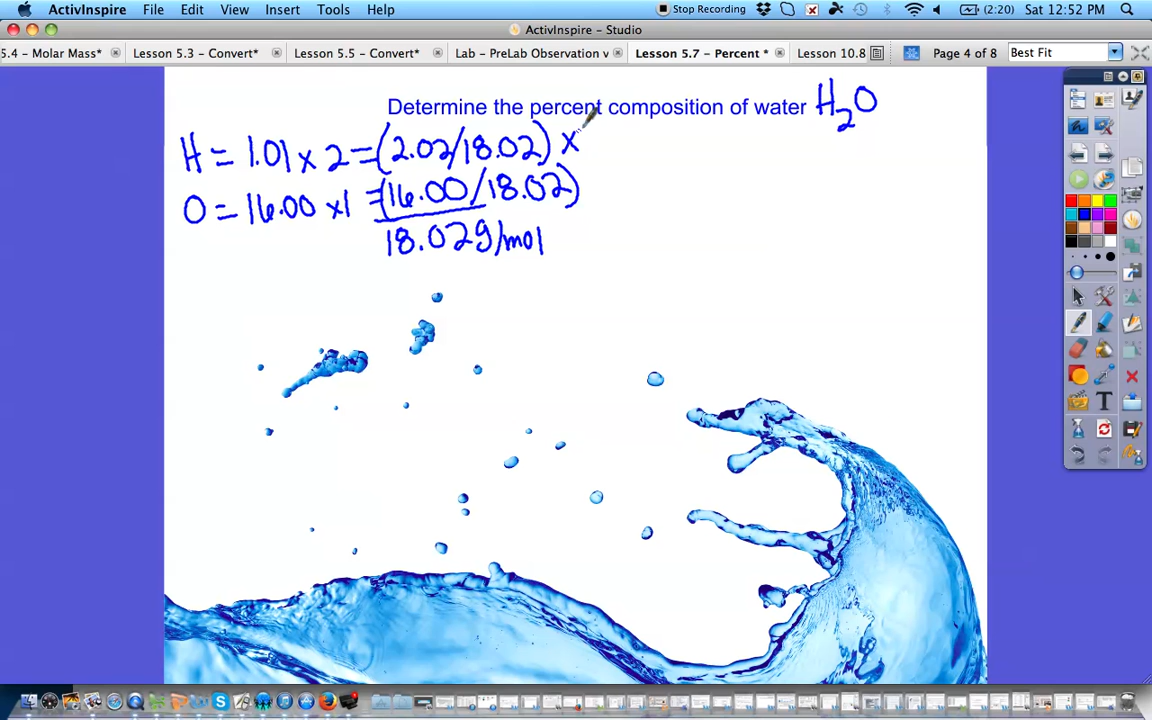 ActivInspire File Edit View Insert Tools Help Stop Recording (2:20) Sat 12:52 PM
ActivInspire - Studio
5.4 – Molar Mass* Lesson 5.3 – Convert* Lesson 5.5 – Convert* Lab – PreLab Observation v Lesson 5.7 – Percent * Lesson 10.8 Page 4 of 8 Best Fit
Determine the percent composition of water H2O
H = 1.01 x 2 = (2.02/18.02) x
O = 16.00 x1 = (16.00/18.02)
18.02g/mol